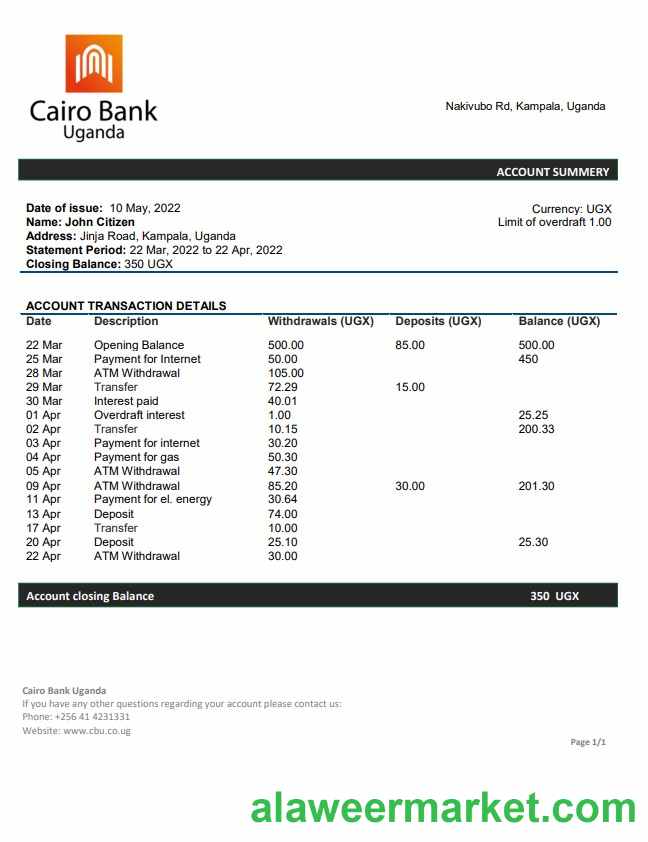 Cairo Bank
Uganda
Nakivubo Rd, Kampala, Uganda
ACCOUNT SUMMERY
Date of issue: 10 May, 2022
Currency: UGX
Name: John Citizen
Limit of overdraft 1.00
Address: Jinja Road, Kampala, Uganda
Statement Period: 22 Mar, 2022 to 22 Apr, 2022
Closing Balance: 350 UGX
ACCOUNT TRANSACTION DETAILS
Date Description Withdrawals (UGX) Deposits (UGX) Balance (UGX)
22 Mar Opening Balance 500.00 85.00 500.00
25 Mar Payment for Internet 50.00 450
28 Mar ATM Withdrawal 105.00
29 Mar Transfer 72.29 15.00
30 Mar Interest paid 40.01
01 Apr Overdraft interest 1.00 25.25
02 Apr Transfer 10.15 200.33
03 Apr Payment for internet 30.20
04 Apr Payment for gas 50.30
05 Apr ATM Withdrawal 47.30
09 Apr ATM Withdrawal 85.20 30.00 201.30
11 Apr Payment for el. energy 30.64
13 Apr Deposit 74.00
17 Apr Transfer 10.00
20 Apr Deposit 25.10 25.30
22 Apr ATM Withdrawal 30.00
Account closing Balance 350 UGX
Cairo Bank Uganda
If you have any other questions regarding your account please contact us:
Phone: +256 41 4231331
Website: www.cbu.co.ug
Page 1/1
alaweermarket.com